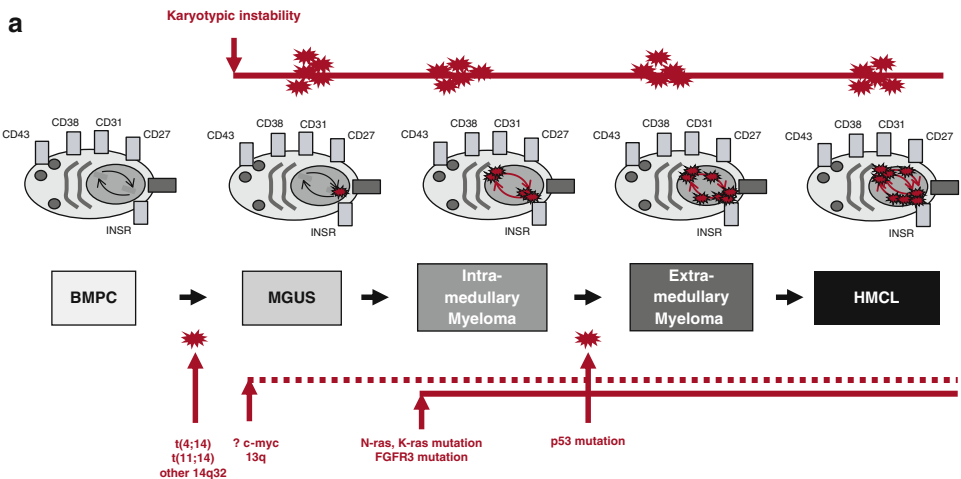 a
Karyotypic instability
CD43
CD38
CD31
CD27
INSR
CD43
CD38
CD31
CD27
INSR
CD43
CD38
CD31
CD27
INSR
CD43
CD38
CD31
CD27
INSR
CD43
CD38
CD31
CD27
INSR
BMPC
MGUS
Intra-
medullary
Myeloma
Extra-
medullary
Myeloma
HMCL
t(4;14)
t(11;14)
other 14q32
? c-myc
13q
N-ras, K-ras mutation
FGFR3 mutation
p53 mutation